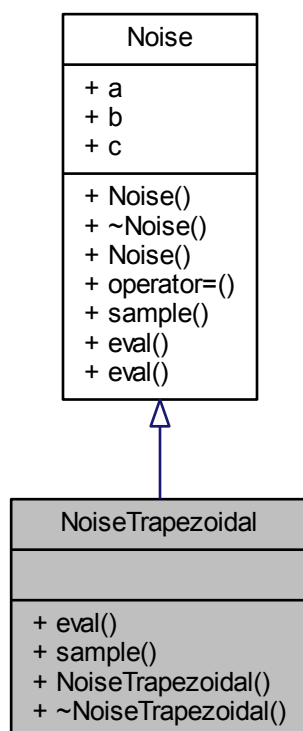 Noise
+ a
+ b
+ c
+ Noise()
+ ~Noise()
+ Noise()
+ operator=()
+ sample()
+ eval()
+ eval()
NoiseTrapezoidal
+ eval()
+ sample()
+ NoiseTrapezoidal()
+ ~NoiseTrapezoidal()